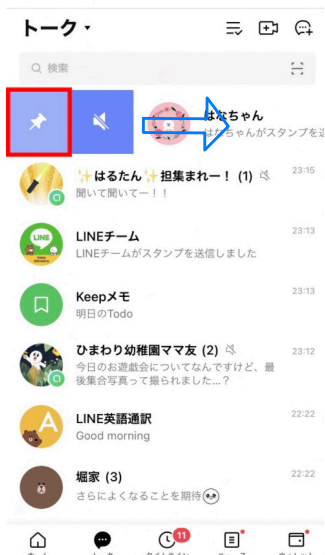 トーク
検索
はなちゃん
はなちゃんがスタンプを送
✨はるたん✨担集まれー！ (1)
23:15
聞いて聞いてー！！
LINE
LINEチーム
23:13
LINEチームがスタンプを送信しました
Keepメモ
23:13
明日のTodo
ひまわり幼稚園ママ友 (2)
23:12
今日のお遊戯会についてなんですけど、最
後集合写真って撮られました...？
LINE英語通訳
22:22
Good morning
堀家 (3)
22:22
さらによくなることを期待
11